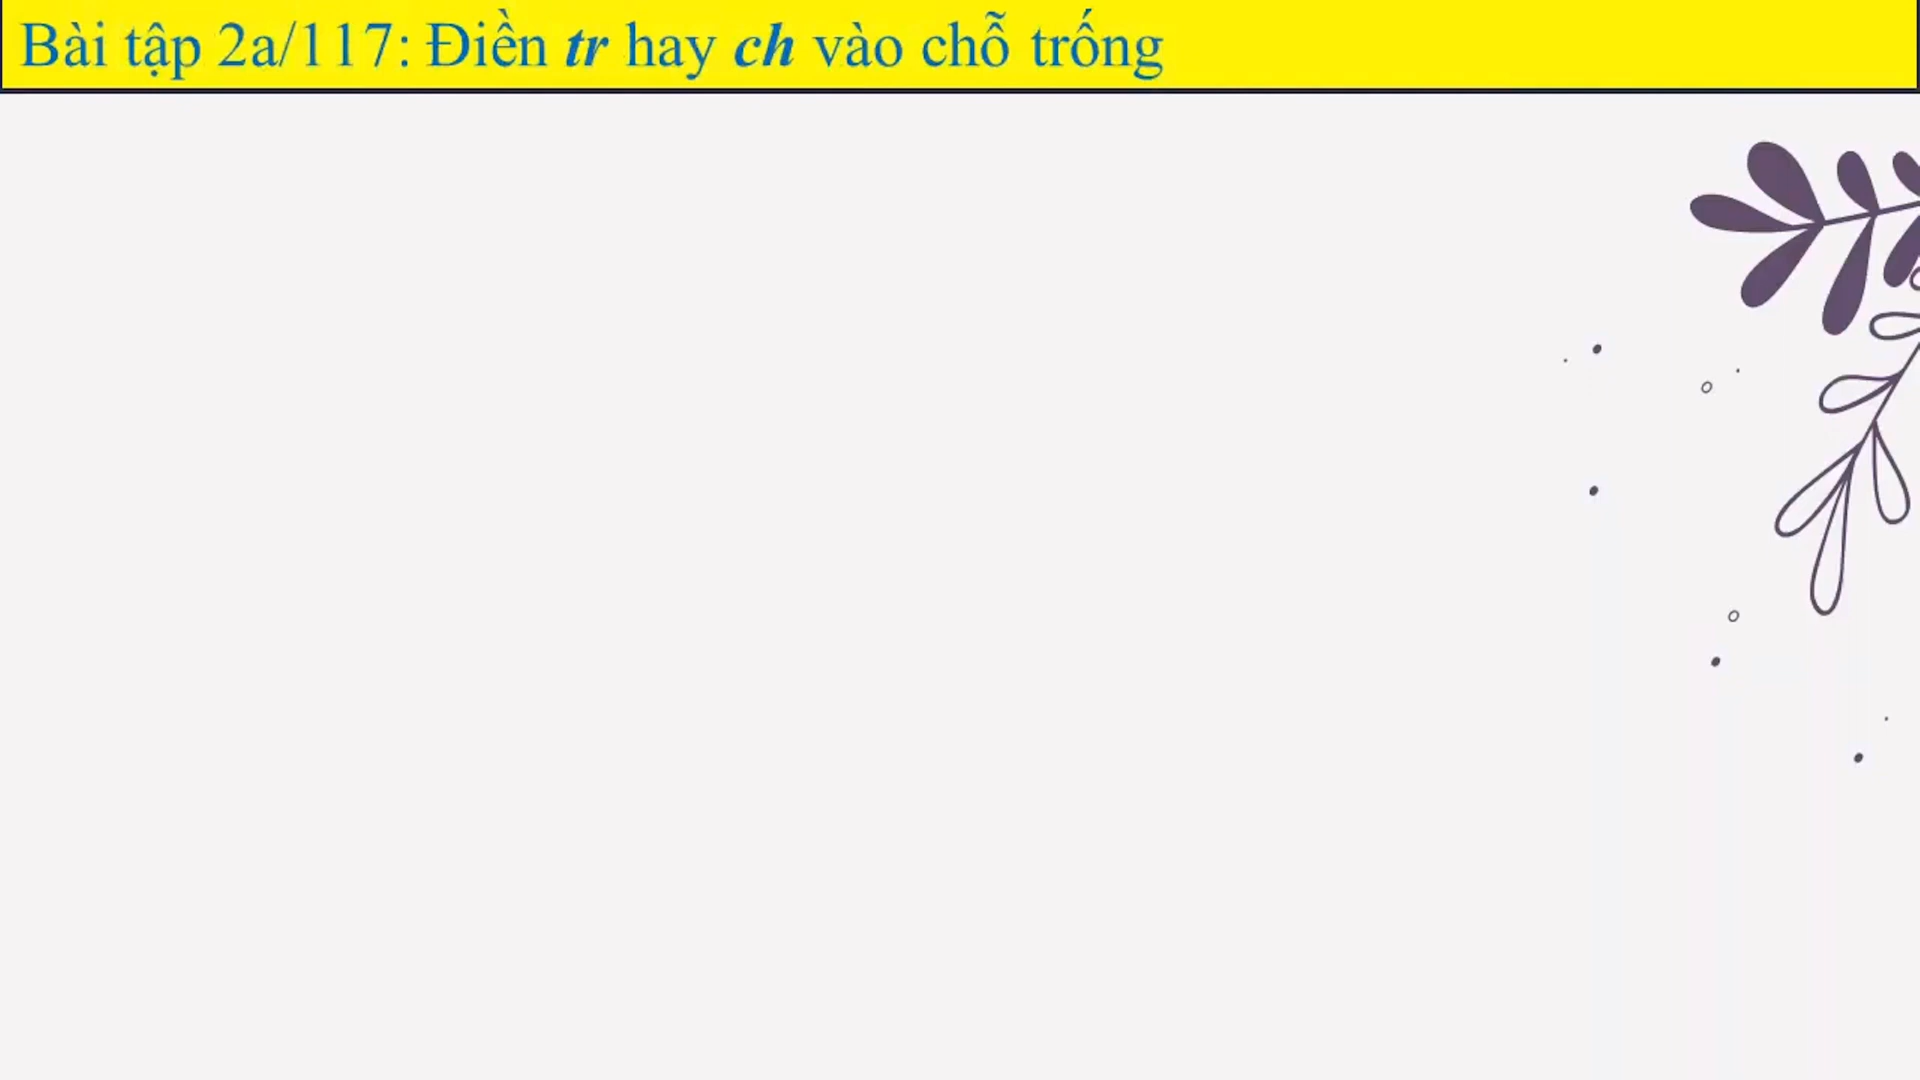 Bài tập 2a/117: Điền tr hay ch vào chỗ trống